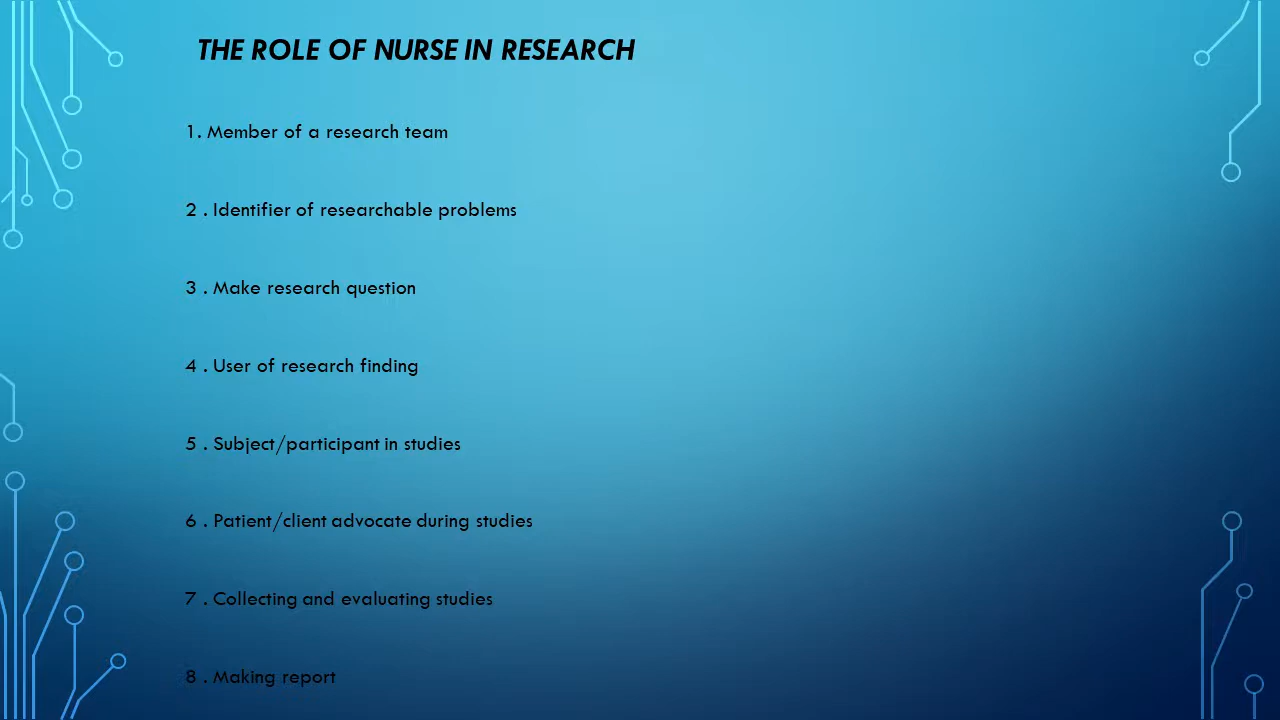 THE ROLE OF NURSE IN RESEARCH
1. Member of a research team
2 . Identifier of researchable problems
3 . Make research question
4 . User of research finding
5 . Subject/participant in studies
6 . Patient/client advocate during studies
7 . Collecting and evaluating studies
8 . Making report